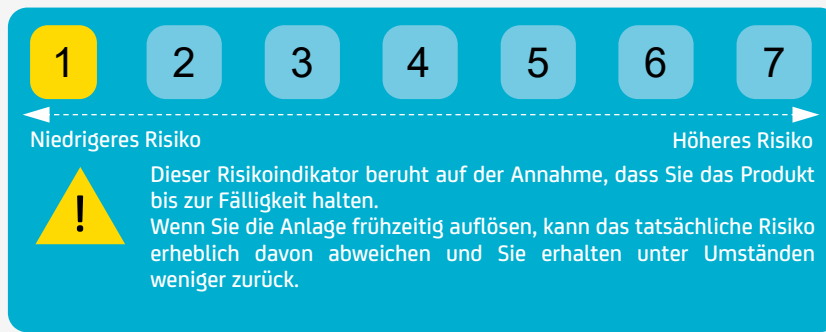 1 2 3 4 5 6 7
Niedrigeres Risiko Höheres Risiko
!
Dieser Risikoindikator beruht auf der Annahme, dass Sie das Produkt
bis zur Fälligkeit halten.
Wenn Sie die Anlage frühzeitig auflösen, kann das tatsächliche Risiko
erheblich davon abweichen und Sie erhalten unter Umständen
weniger zurück.